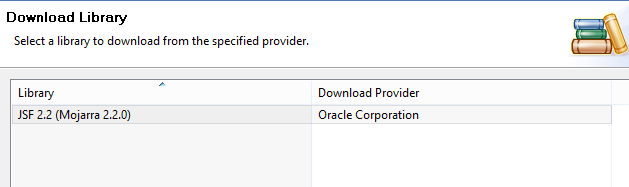 Download Library
Select a library to download from the specified provider.
Library Download Provider
JSF 2.2 (Mojarra 2.2.0) Oracle Corporation